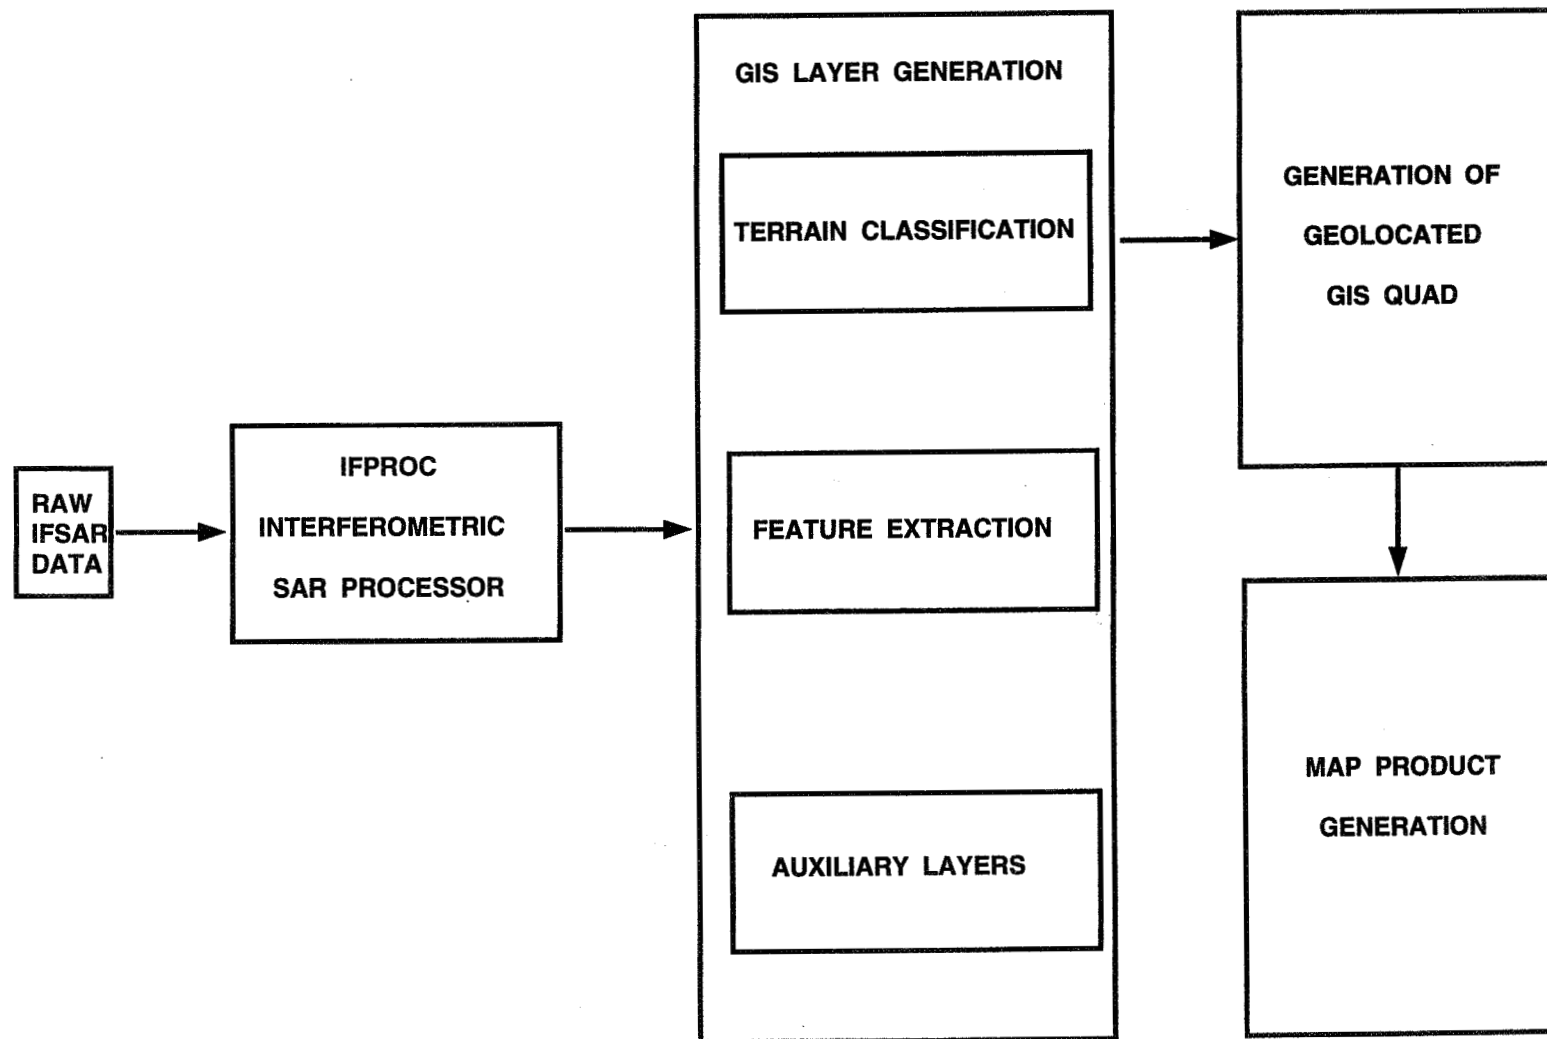 RAW
IFSAR
DATA
IFPROC
INTERFEROMETRIC
SAR PROCESSOR
GIS LAYER GENERATION
TERRAIN CLASSIFICATION
FEATURE EXTRACTION
AUXILIARY LAYERS
GENERATION OF
GEOLOCATED
GIS QUAD
MAP PRODUCT
GENERATION